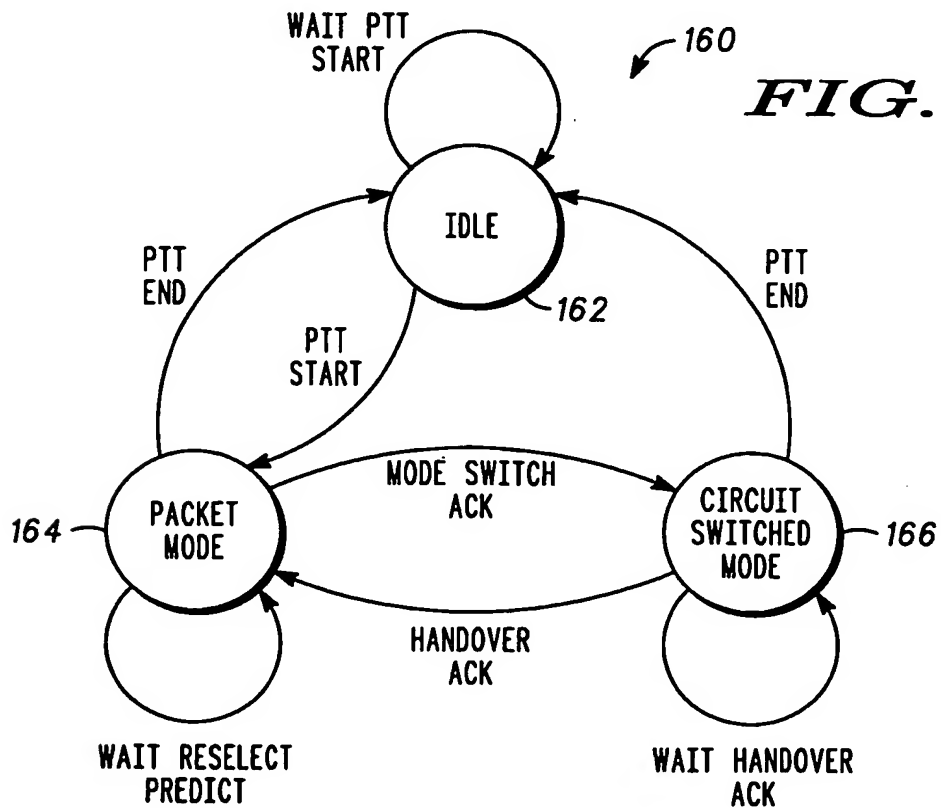 WAIT PTT
START
160
FIG.
IDLE
162
PTT
END
PTT
END
PTT
START
MODE SWITCH
ACK
164
PACKET
MODE
CIRCUIT
SWITCHED
MODE
166
HANDOVER
ACK
WAIT RESELECT
PREDICT
WAIT HANDOVER
ACK